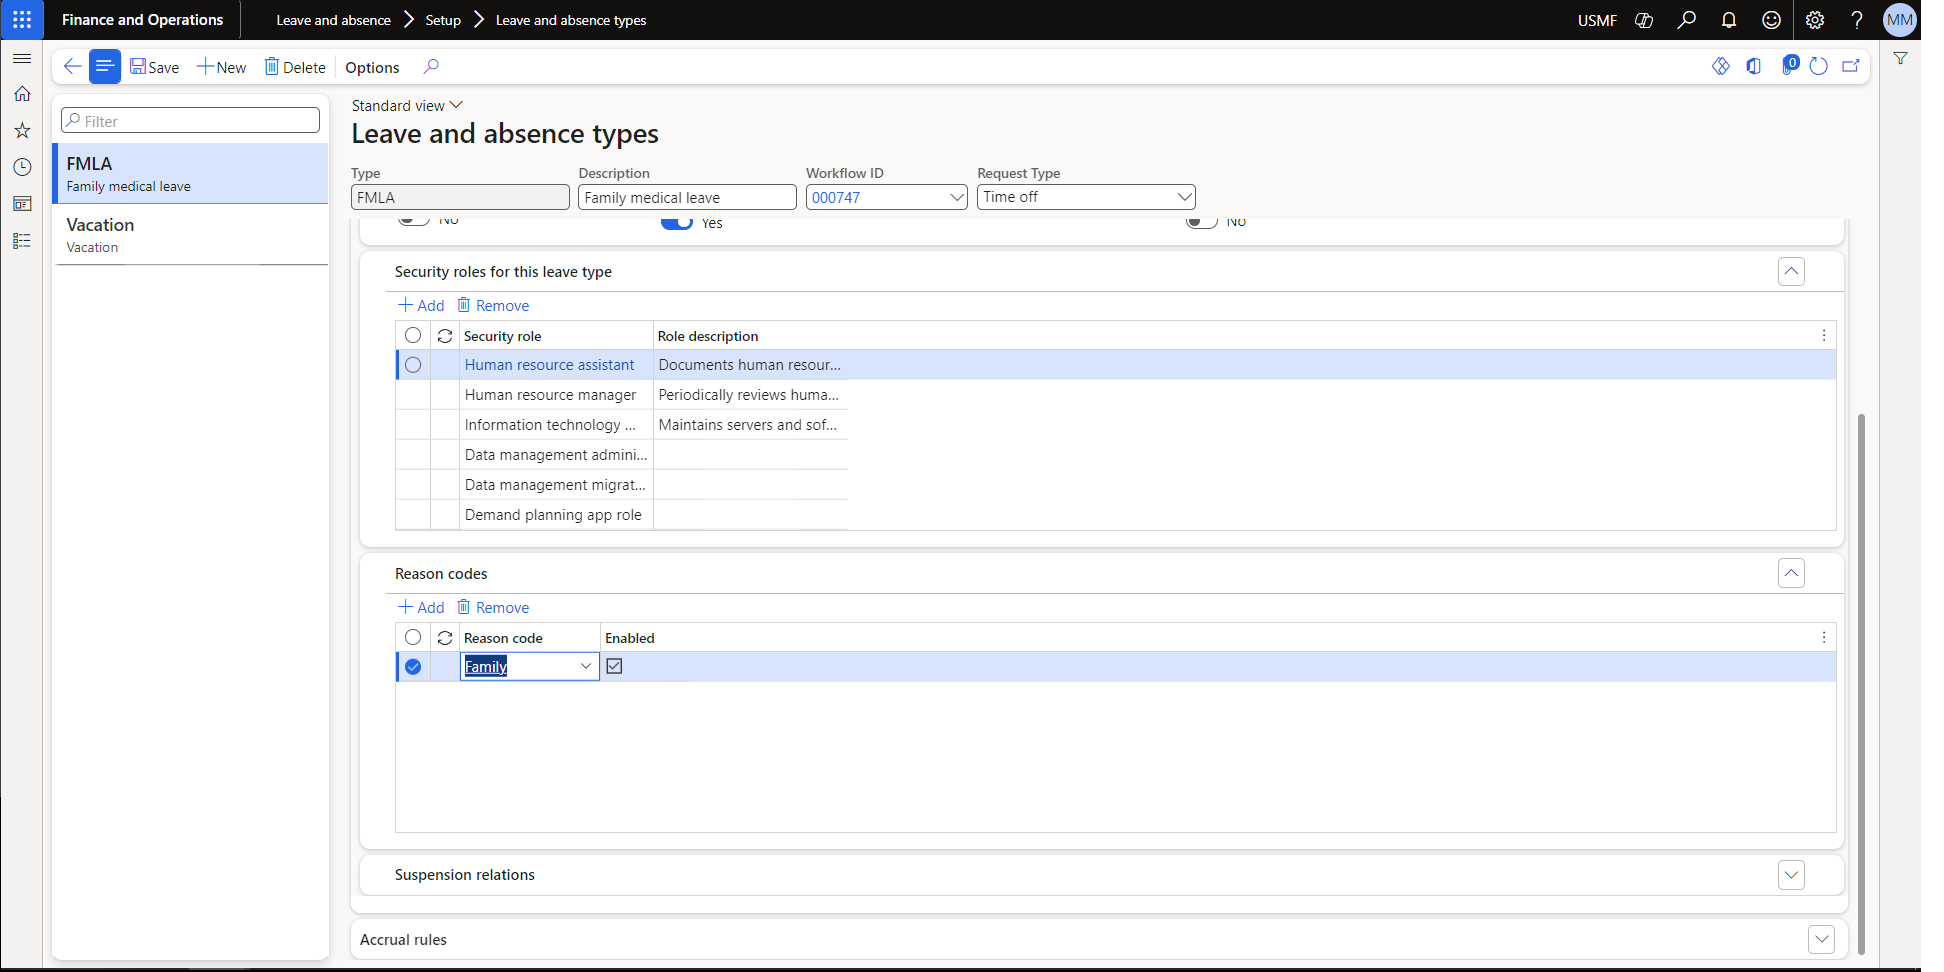 Finance and Operations
Leave and absence > Setup > Leave and absence types
USMF
MM
Save
New
Delete
Options
0
Filter
FMLA
Family medical leave
Vacation
Vacation
Standard view
Leave and absence types
Type
Description
Workflow ID
Request Type
FMLA
Family medical leave
000747
Time off
No
Yes
No
Security roles for this leave type
Add
Remove
Security role
Role description
Human resource assistant
Documents human resour...
Human resource manager
Periodically reviews huma...
Information technology ...
Maintains servers and sof...
Data management admini...
Data management migrat...
Demand planning app role
Reason codes
Add
Remove
Reason code
Enabled
Family
Suspension relations
Accrual rules